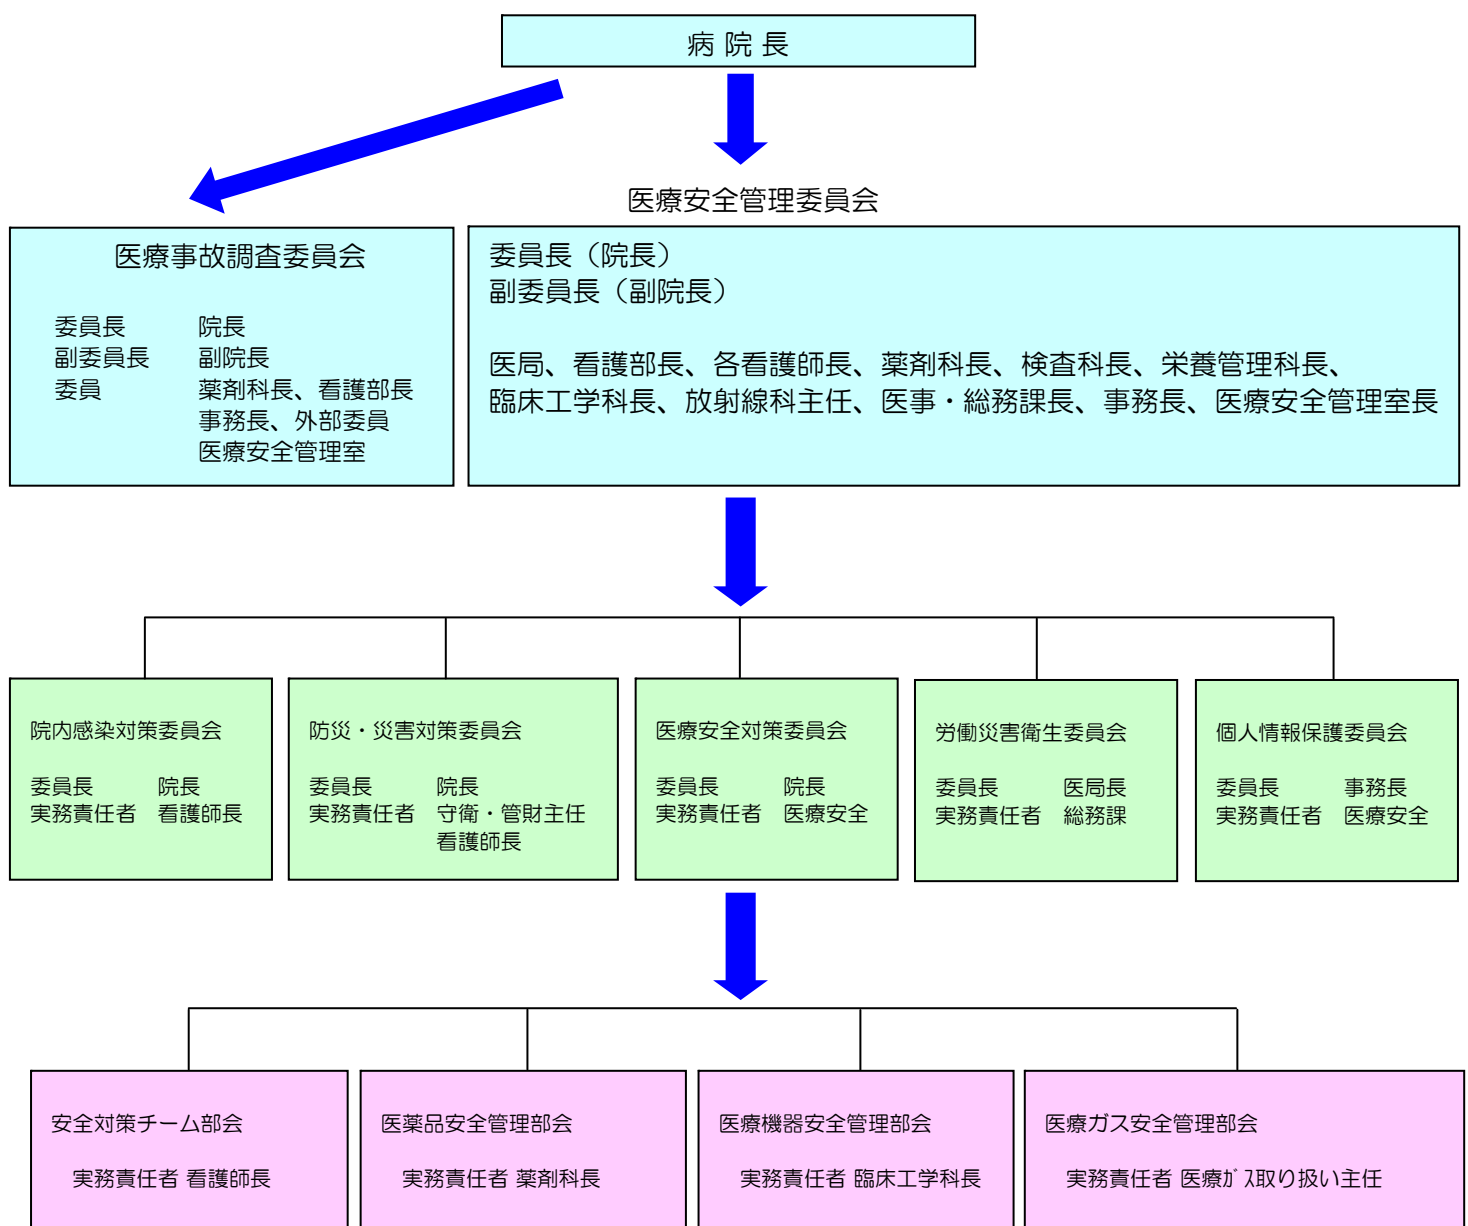 病 院 長
医療安全管理委員会
医療事故調査委員会
委員長 院長
副委員長 副院長
委員 薬剤科長、看護部長
事務長、外部委員
医療安全管理室
委員長（院長）
副委員長（副院長）
医局、看護部長、各看護師長、薬剤科長、検査科長、栄養管理科長、
臨床工学科長、放射線科主任、医事・総務課長、事務長、医療安全管理室長
院内感染対策委員会
委員長 院長
実務責任者 看護師長
防災・災害対策委員会
委員長 院長
実務責任者 守衛・管財主任
看護師長
医療安全対策委員会
委員長 院長
実務責任者 医療安全
労働災害衛生委員会
委員長 医局長
実務責任者 総務課
個人情報保護委員会
委員長 事務長
実務責任者 医療安全
安全対策チーム部会
実務責任者 看護師長
医薬品安全管理部会
実務責任者 薬剤科長
医療機器安全管理部会
実務責任者 臨床工学科長
医療ガス安全管理部会
実務責任者 医療ｶﾞｽ取り扱い主任